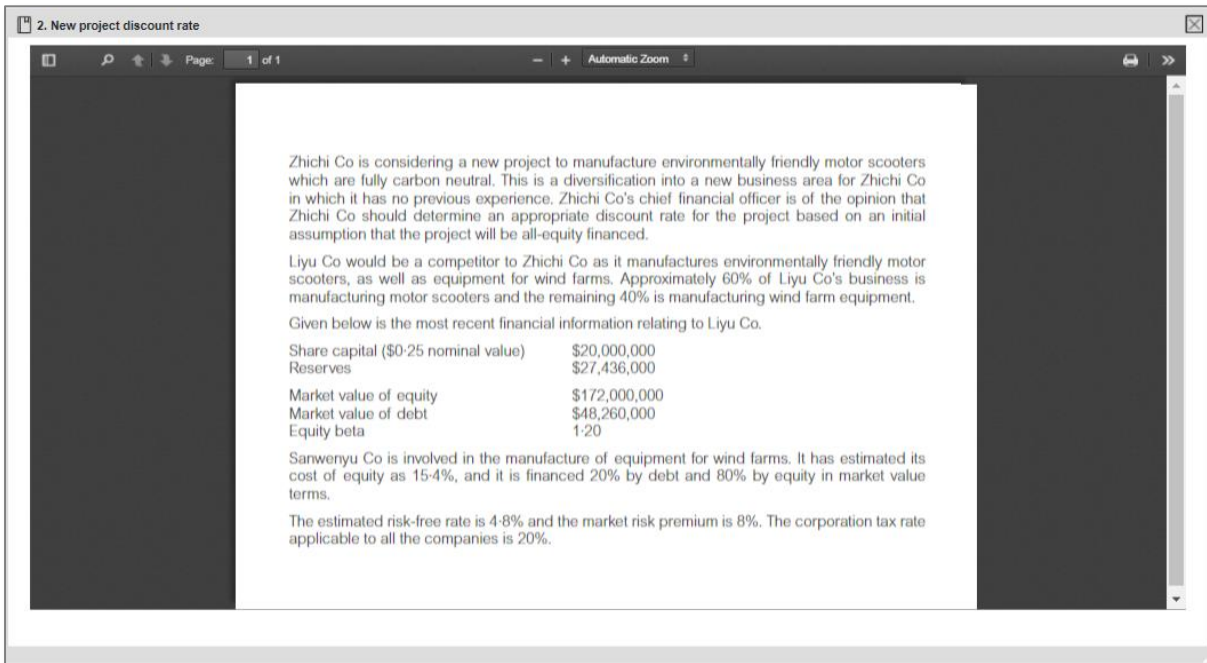 2. New project discount rate
Page: 1 of 1 − + Automatic Zoom
Zhichi Co is considering a new project to manufacture environmentally friendly motor scooters
which are fully carbon neutral. This is a diversification into a new business area for Zhichi Co
in which it has no previous experience. Zhichi Co's chief financial officer is of the opinion that
Zhichi Co should determine an appropriate discount rate for the project based on an initial
assumption that the project will be all-equity financed.
Liyu Co would be a competitor to Zhichi Co as it manufactures environmentally friendly motor
scooters, as well as equipment for wind farms. Approximately 60% of Liyu Co's business is
manufacturing motor scooters and the remaining 40% is manufacturing wind farm equipment.
Given below is the most recent financial information relating to Liyu Co.
Share capital ($0·25 nominal value) $20,000,000
Reserves $27,436,000
Market value of equity $172,000,000
Market value of debt $48,260,000
Equity beta 1·20
Sanwenyu Co is involved in the manufacture of equipment for wind farms. It has estimated its
cost of equity as 15·4%, and it is financed 20% by debt and 80% by equity in market value
terms.
The estimated risk-free rate is 4·8% and the market risk premium is 8%. The corporation tax rate
applicable to all the companies is 20%.